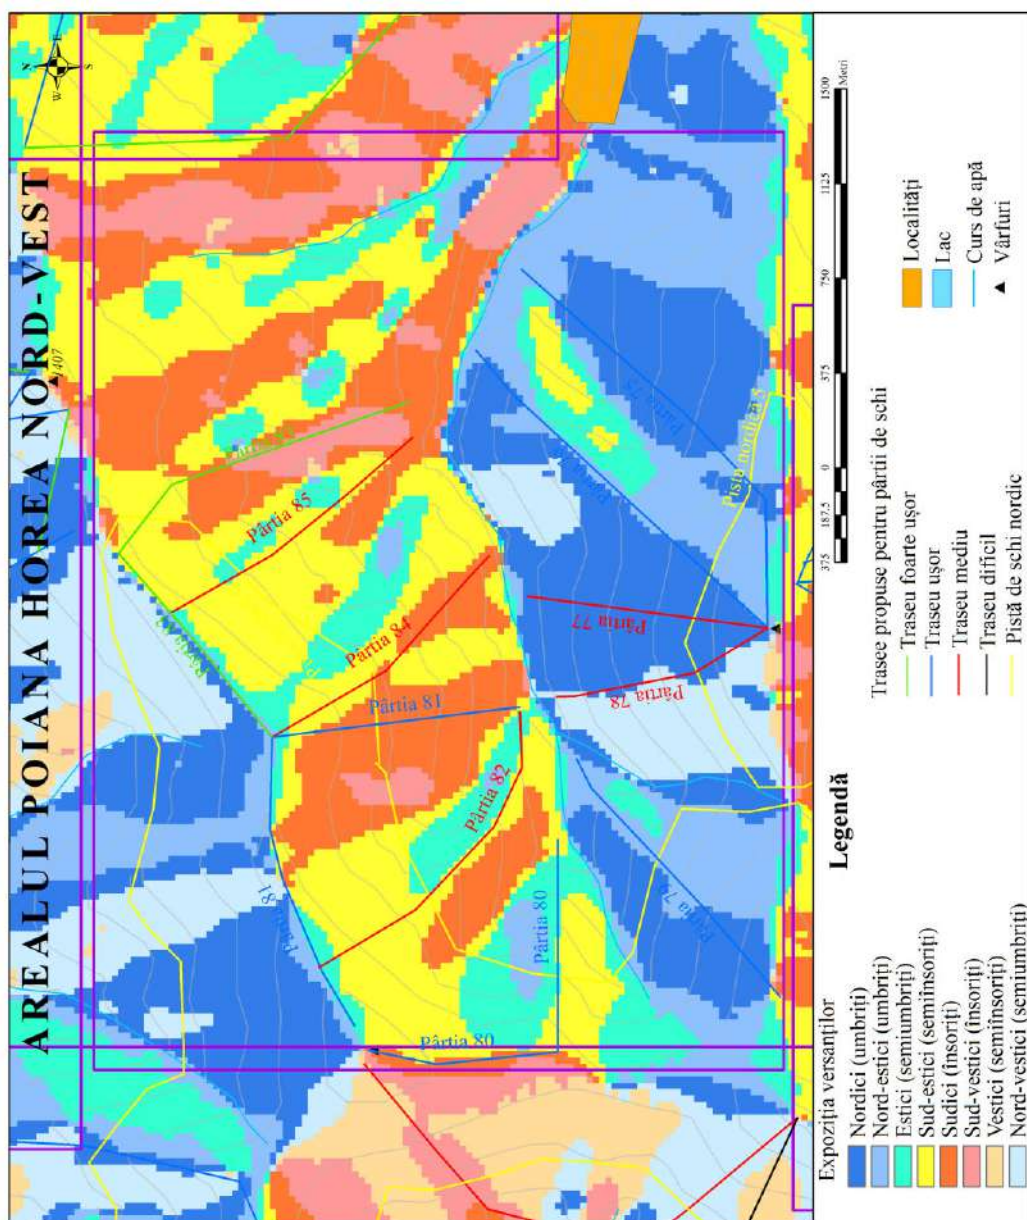 AREALUL POIANA HOREA NORD-VEST
N
E
S
W
1407
Pârtia 85
Pârtia 84
Pârtia 81
Pârtia 82
Pârtia 81
Pârtia 80
Pârtia 80
Pârtia 77
Pârtia 78
Pârtia 79
Pârtia 75
Pista nordică 5
Legendă
Expoziția versanților
Nordici (umbriți)
Nord-estici (umbriți)
Estici (semiumbriți)
Sud-estici (semiînsoriți)
Sudici (însoriți)
Sud-vestici (însoriți)
Vestici (semiînsoriți)
Nord-vestici (semiumbriți
Trasee propuse pentru pârtii de schi
Traseu foarte ușor
Traseu ușor
Traseu mediu
Traseu dificil
Pistă de schi nordic
Localități
Lac
Curs de apă
Vârfuri
375 187.5 0 375 750 1125 1500
Metri